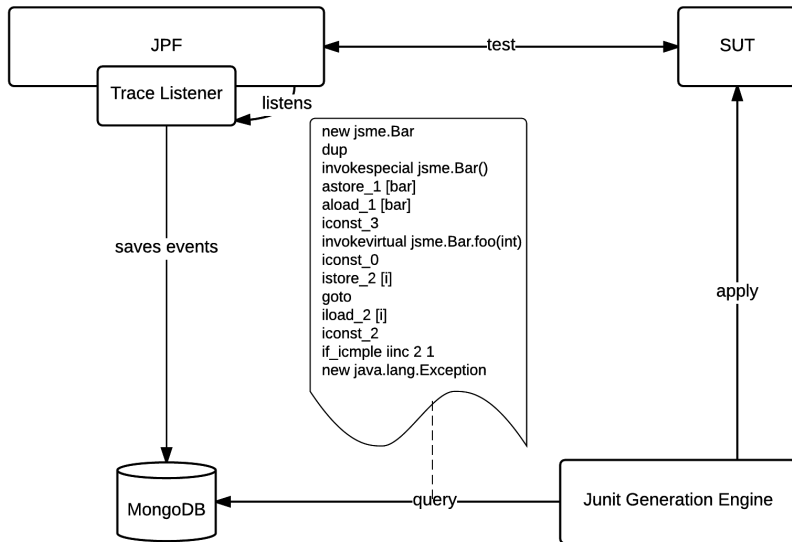 JPF
test
SUT
Trace Listener
listens
new jsme.Bar
dup
invokespecial jsme.Bar()
astore_1 [bar]
aload_1 [bar]
iconst_3
invokevirtual jsme.Bar.foo(int)
iconst_0
istore_2 [i]
goto
iload_2 [i]
iconst_2
if_icmple iinc 2 1
new java.lang.Exception
saves events
apply
MongoDB
query
Junit Generation Engine